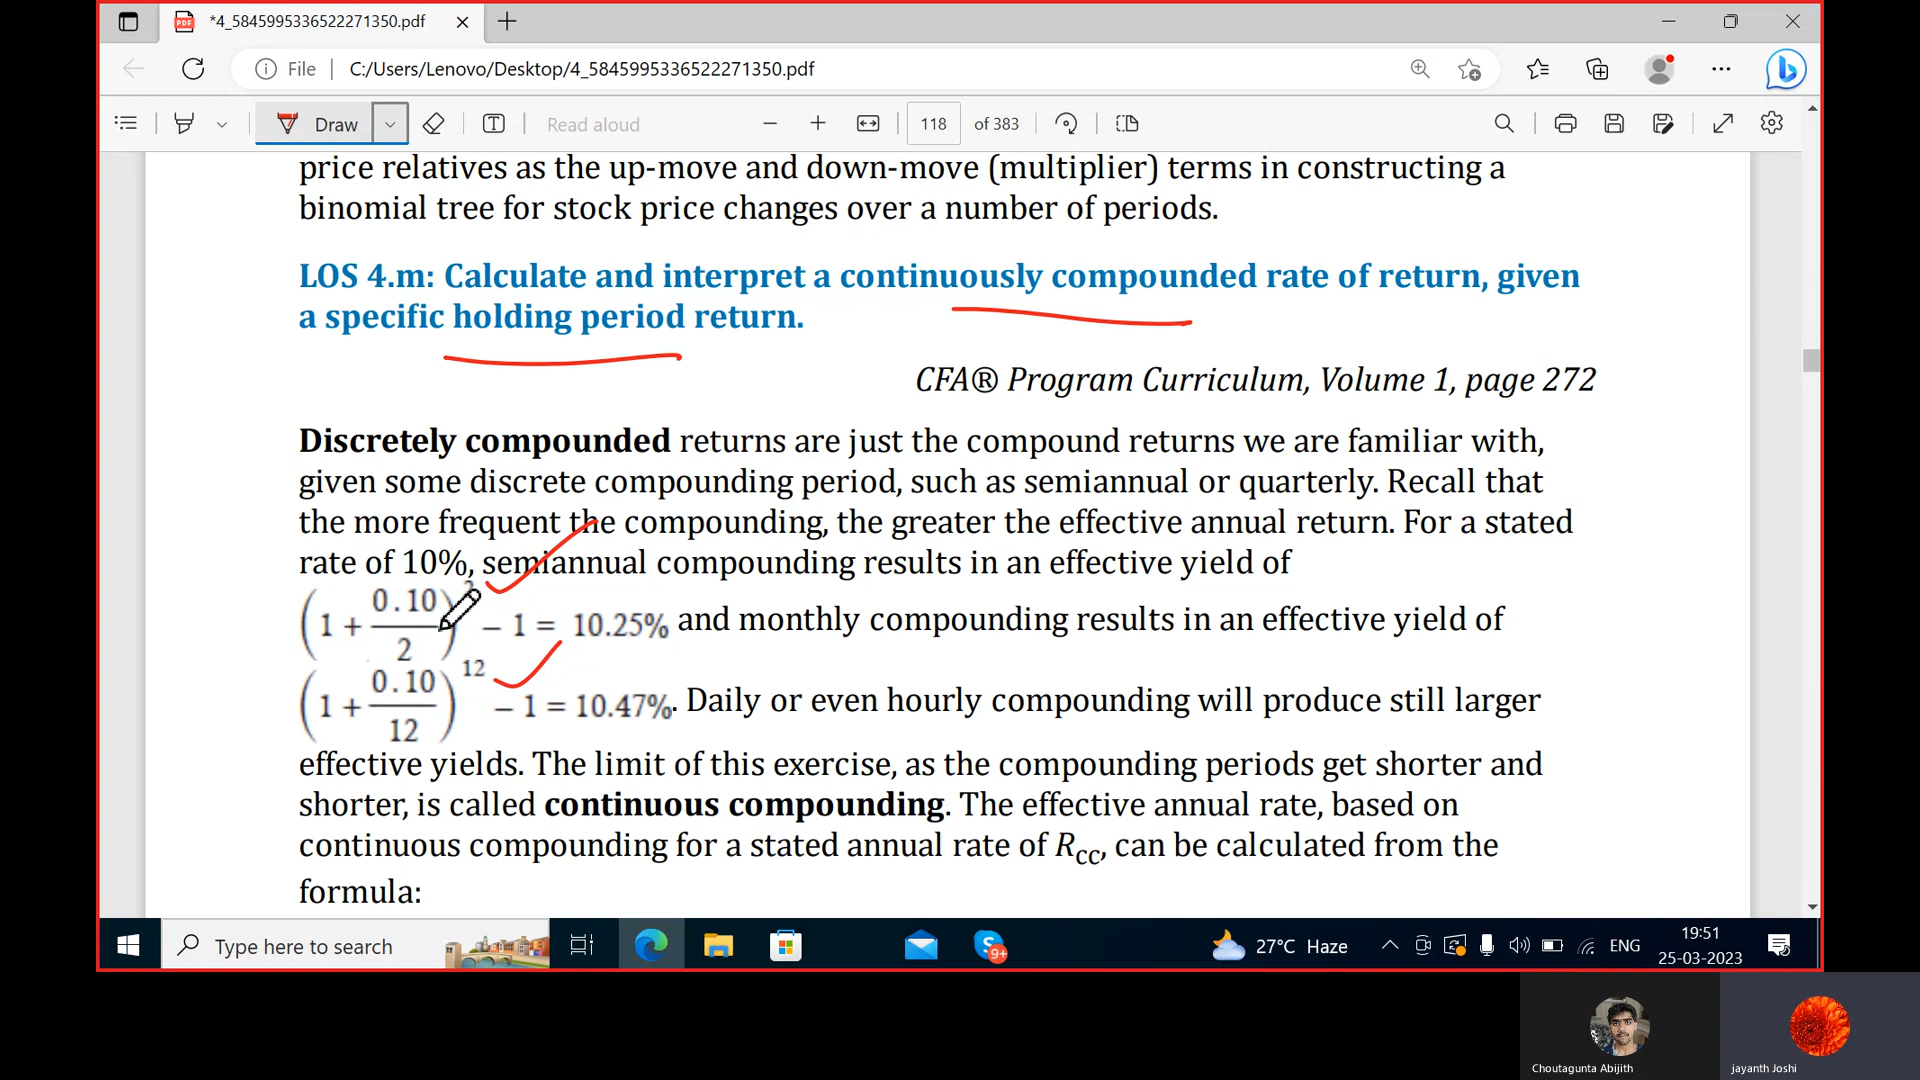 *4_5845995336522271350.pdf
File | C:/Users/Lenovo/Desktop/4_5845995336522271350.pdf
Draw
Read aloud
118 of 383
price relatives as the up-move and down-move (multiplier) terms in constructing a
binomial tree for stock price changes over a number of periods.
LOS 4.m: Calculate and interpret a continuously compounded rate of return, given
a specific holding period return.
CFA® Program Curriculum, Volume 1, page 272
Discretely compounded returns are just the compound returns we are familiar with,
given some discrete compounding period, such as semiannual or quarterly. Recall that
the more frequent the compounding, the greater the effective annual return. For a stated
rate of 10%, semiannual compounding results in an effective yield of
(1 + 0.10/2)² − 1 = 10.25% and monthly compounding results in an effective yield of
(1 + 0.10/12)¹² − 1 = 10.47%. Daily or even hourly compounding will produce still larger
effective yields. The limit of this exercise, as the compounding periods get shorter and
shorter, is called continuous compounding. The effective annual rate, based on
continuous compounding for a stated annual rate of Rcc, can be calculated from the
formula:
Type here to search
27°C Haze
ENG
19:51
25-03-2023
9+
Choutagunta Abijith
jayanth Joshi